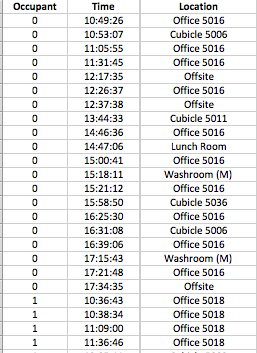 Occupant Time Location
0 10:49:26 Office 5016
0 10:53:07 Cubicle 5006
0 11:05:55 Office 5016
0 11:31:45 Office 5016
0 12:17:35 Offsite
0 12:26:37 Office 5016
0 12:37:38 Offsite
0 13:44:33 Cubicle 5011
0 14:46:36 Office 5016
0 14:47:06 Lunch Room
0 15:00:41 Office 5016
0 15:18:11 Washroom (M)
0 15:21:12 Office 5016
0 15:58:50 Cubicle 5036
0 16:25:30 Office 5016
0 16:31:08 Cubicle 5006
0 16:39:06 Office 5016
0 17:15:43 Washroom (M)
0 17:21:48 Office 5016
0 17:34:35 Offsite
1 10:36:43 Office 5018
1 10:38:34 Office 5018
1 11:09:00 Office 5018
1 11:36:46 Office 5018